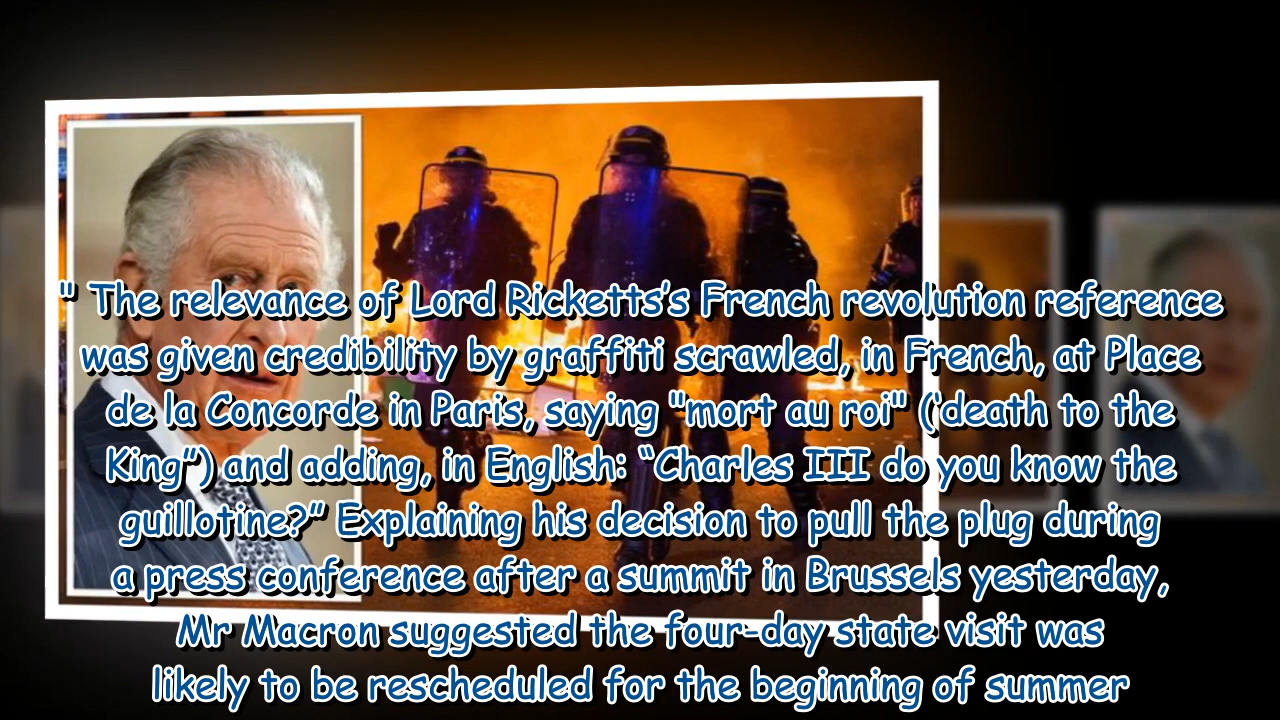 " The relevance of Lord Ricketts’s French revolution reference
was given credibility by graffiti scrawled, in French, at Place
de la Concorde in Paris, saying "mort au roi" (‘death to the
King”) and adding, in English: “Charles III do you know the
guillotine?” Explaining his decision to pull the plug during
a press conference after a summit in Brussels yesterday,
Mr Macron suggested the four-day state visit was
likely to be rescheduled for the beginning of summer